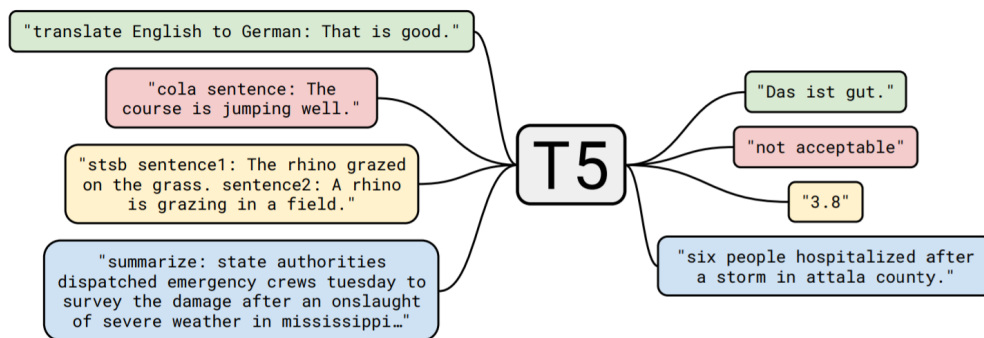 "translate English to German: That is good."
"cola sentence: The
course is jumping well."
"stsb sentence1: The rhino grazed
on the grass. sentence2: A rhino
is grazing in a field."
"summarize: state authorities
dispatched emergency crews tuesday to
survey the damage after an onslaught
of severe weather in mississippi…"
T5
"Das ist gut."
"not acceptable"
"3.8"
"six people hospitalized after
a storm in attala county."